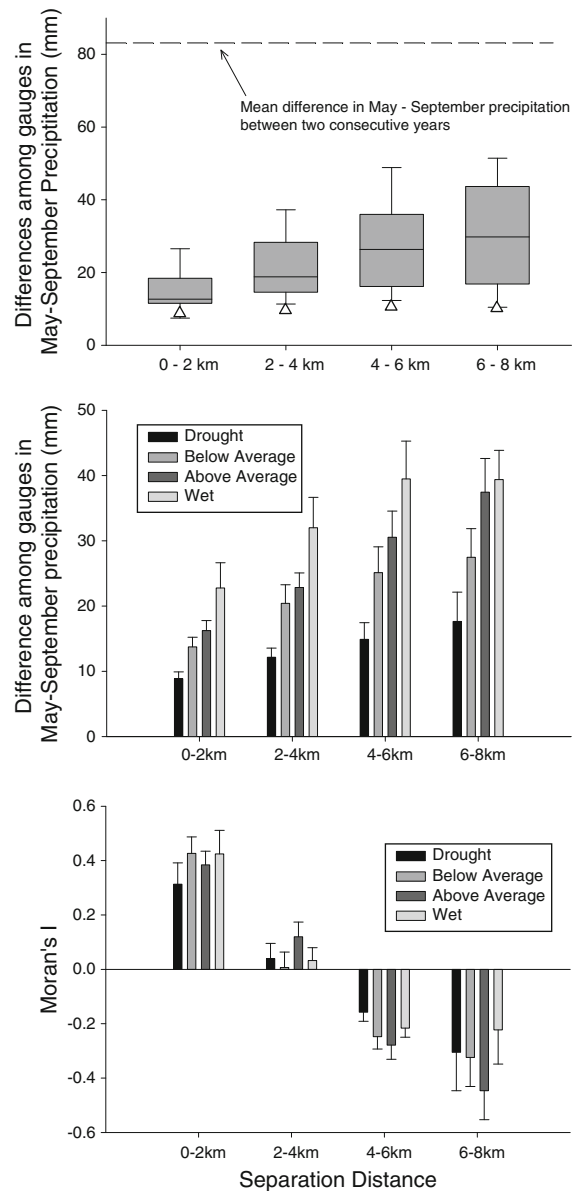 Differences among gauges in
May-September Preciptitation (mm)
80
60
40
20
0
Mean difference in May - September precipitation
between two consecutive years
0 - 2 km
2 - 4 km
4 - 6 km
6 - 8 km
Difference among gauges in
May-September precipitation (mm)
50
40
30
20
10
0
Drought
Below Average
Above Average
Wet
0-2km
2-4km
4-6km
6-8km
Moran's I
0.6
0.4
0.2
0.0
-0.2
-0.4
-0.6
Drought
Below Average
Above Average
Wet
0-2km
2-4km
4-6km
6-8km
Separation Distance